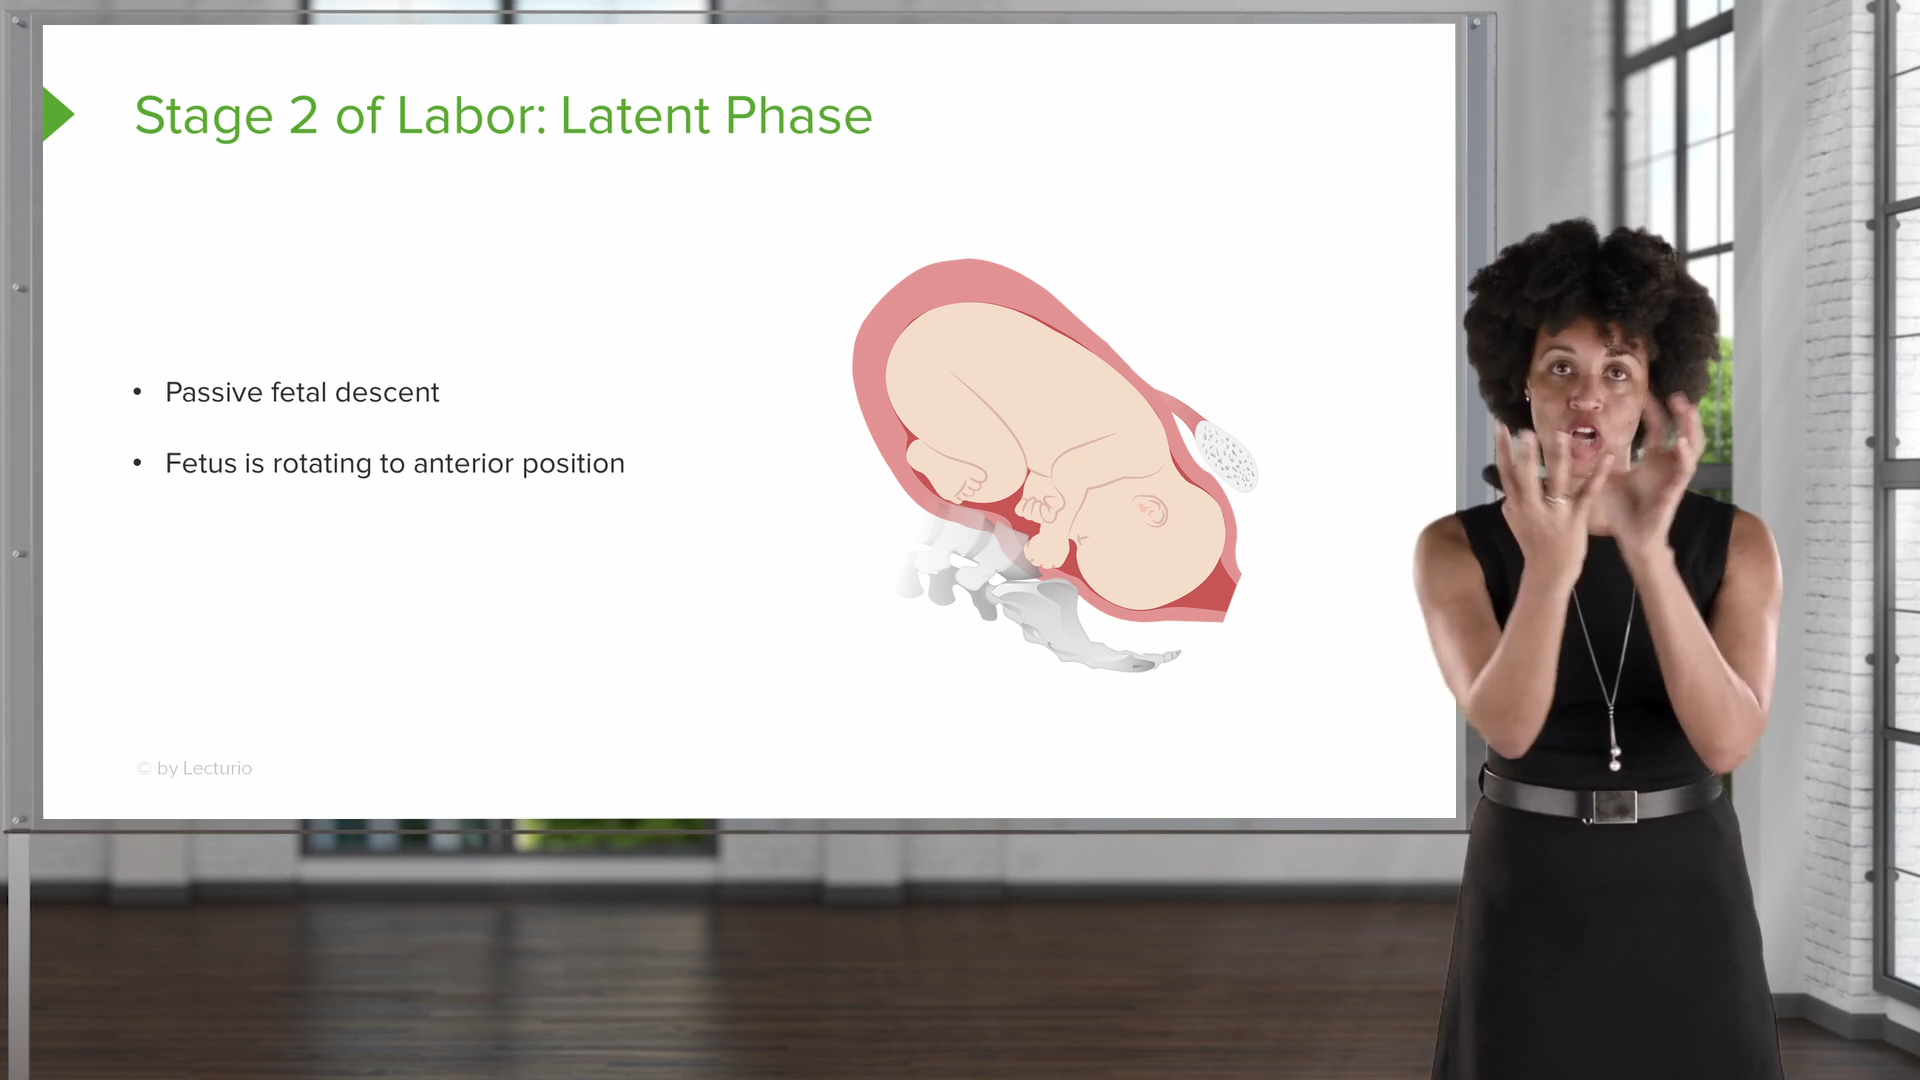 Stage 2 of Labor: Latent Phase
• Passive fetal descent
• Fetus is rotating to anterior position
© by Lecturio